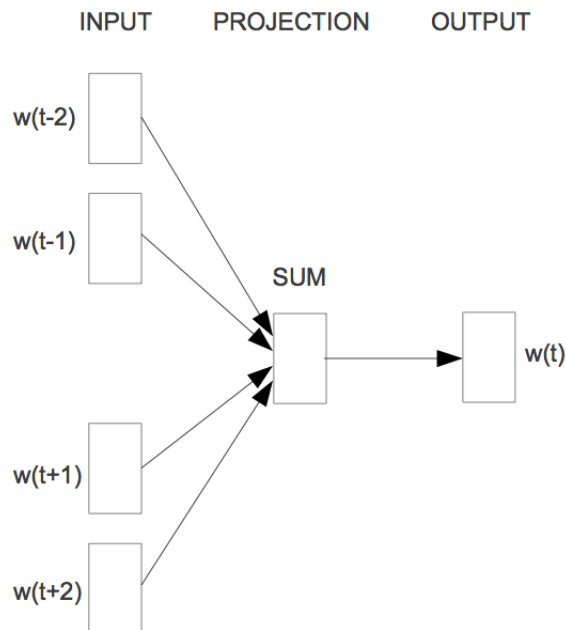 INPUT PROJECTION OUTPUT
w(t-2)
w(t-1)
SUM
w(t)
w(t+1)
w(t+2)